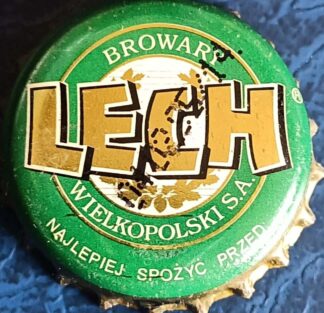 BROWARY
LECH
®
WIELKOPOLSKI S.A.
NAJLEPIEJ SPOŻYĆ PRZED